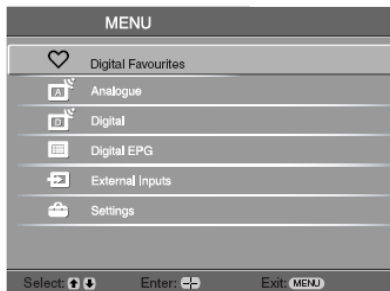 MENU
Digital Favourites
A Analogue
D Digital
Digital EPG
External Inputs
Settings
Select: Enter: Exit: MENU